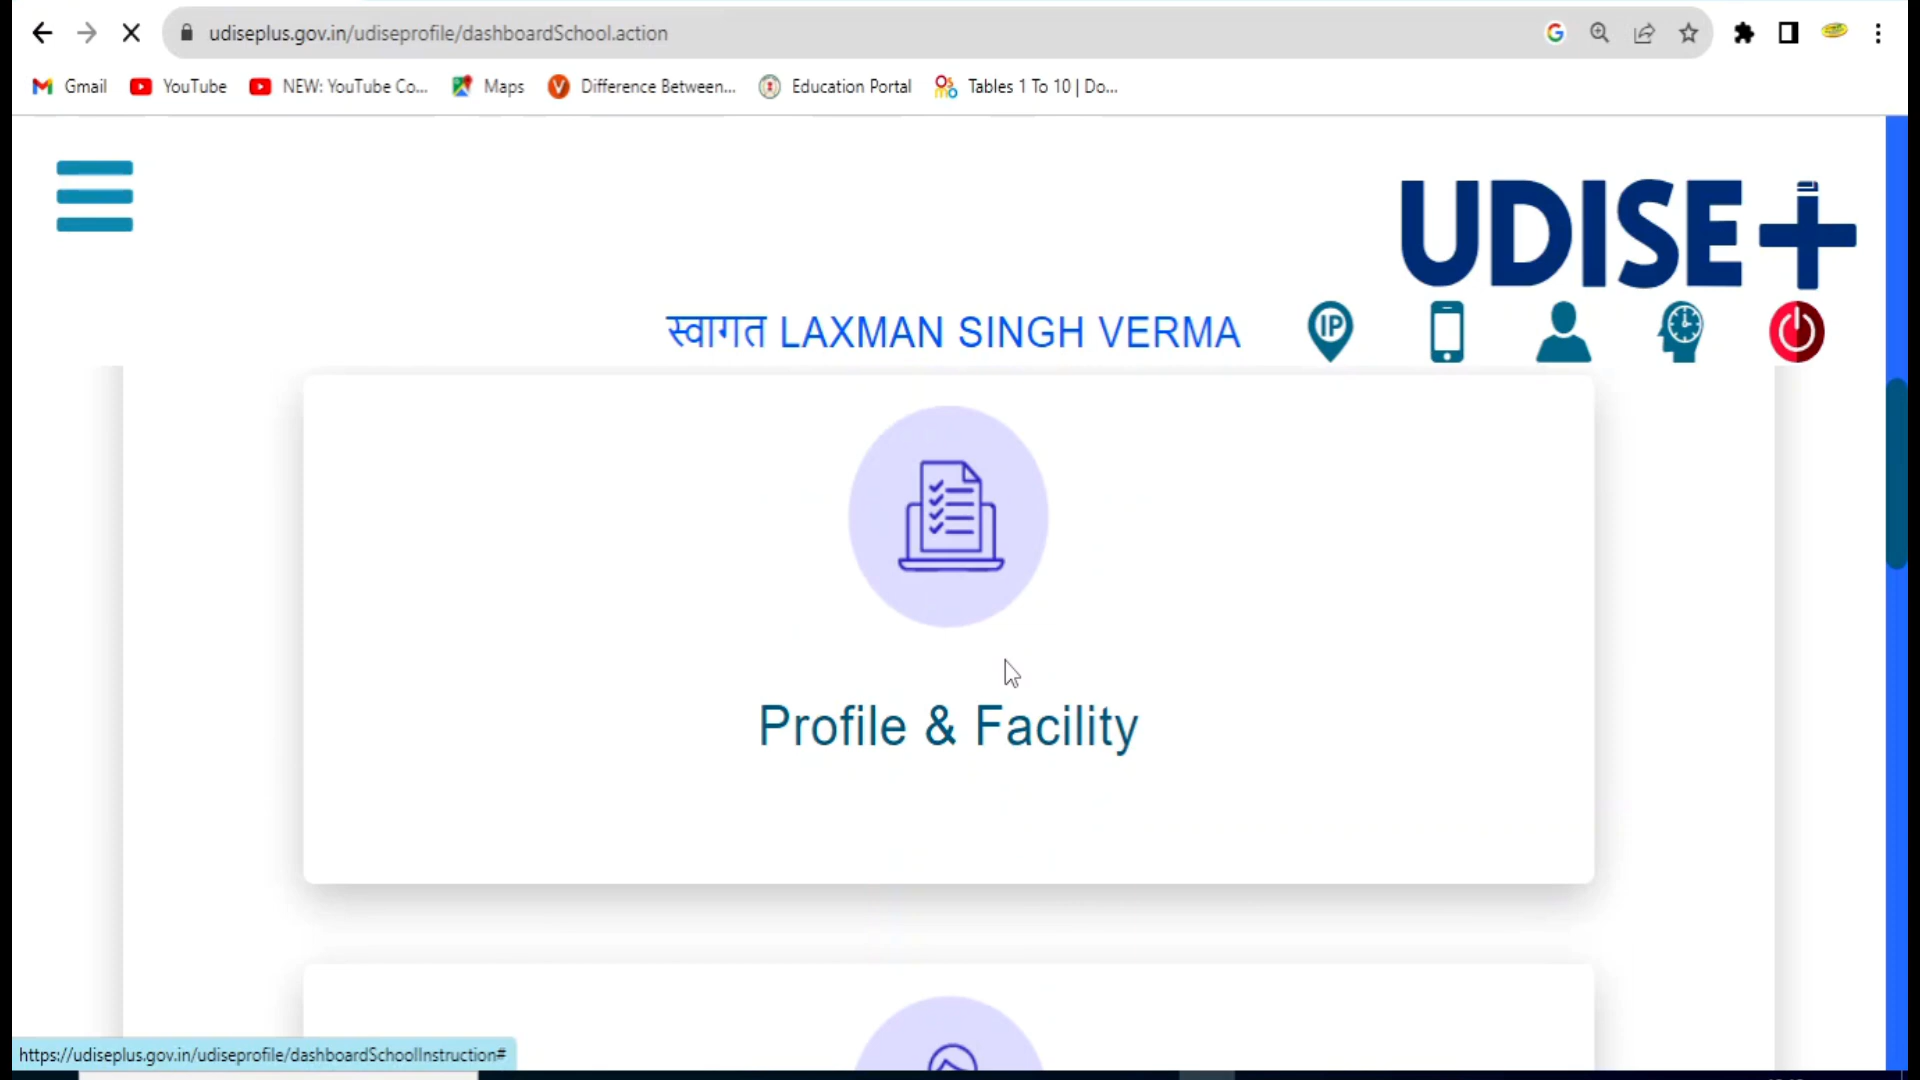 udiseplus.gov.in/udiseprofile/dashboardSchool.action
Gmail YouTube NEW: YouTube Co... Maps Difference Between... Education Portal Tables 1 To 10 | Do...
UDISE+
स्वागत LAXMAN SINGH VERMA
IP
Profile & Facility
https://udiseplus.gov.in/udiseprofile/dashboardSchoolInstruction#